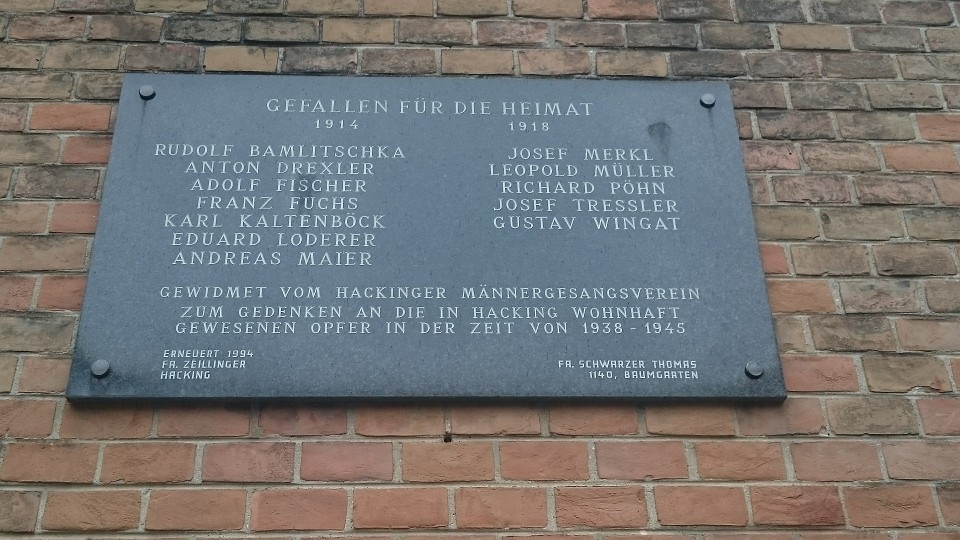 GEFALLEN FÜR DIE HEIMAT
1914 1918
RUDOLF BAMLITSCHKA
ANTON DREXLER
ADOLF FISCHER
FRANZ FUCHS
KARL KALTENBÖCK
EDUARD LODERER
ANDREAS MAIER
JOSEF MERKL
LEOPOLD MÜLLER
RICHARD PÖHN
JOSEF TRESSLER
GUSTAV WINGAT
GEWIDMET VOM HACKINGER MÄNNERGESANGSVEREIN
ZUM GEDENKEN AN DIE IN HACKING WOHNHAFT
GEWESENEN OPFER IN DER ZEIT VON 1938 - 1945
ERNEUERT 1994
FA. ZEILLINGER
HACKING
FA. SCHWARZER THOMAS
1140, BAUMGARTEN